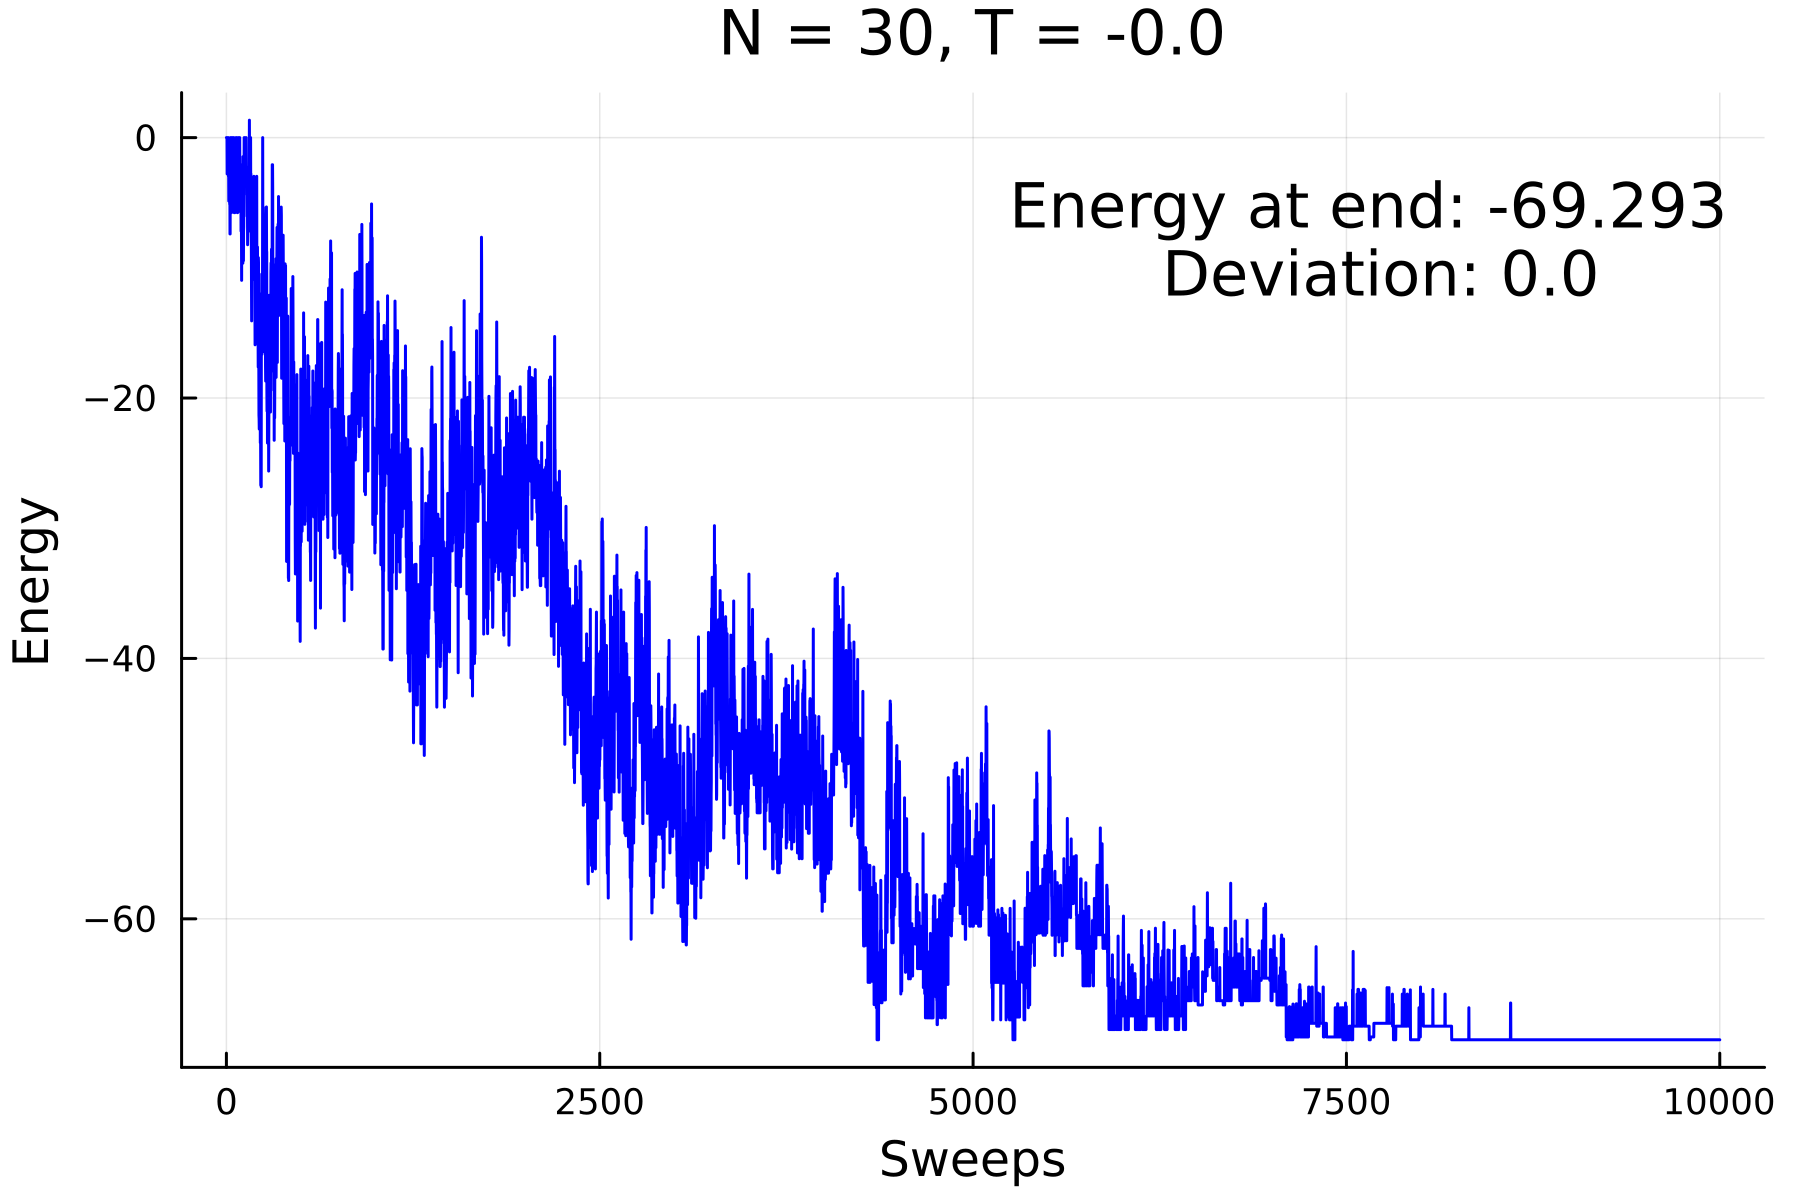 N = 30, T = -0.0
Energy at end: -69.293
Deviation: 0.0
Energy
0
−20
−40
−60
0 2500 5000 7500 10000
Sweeps